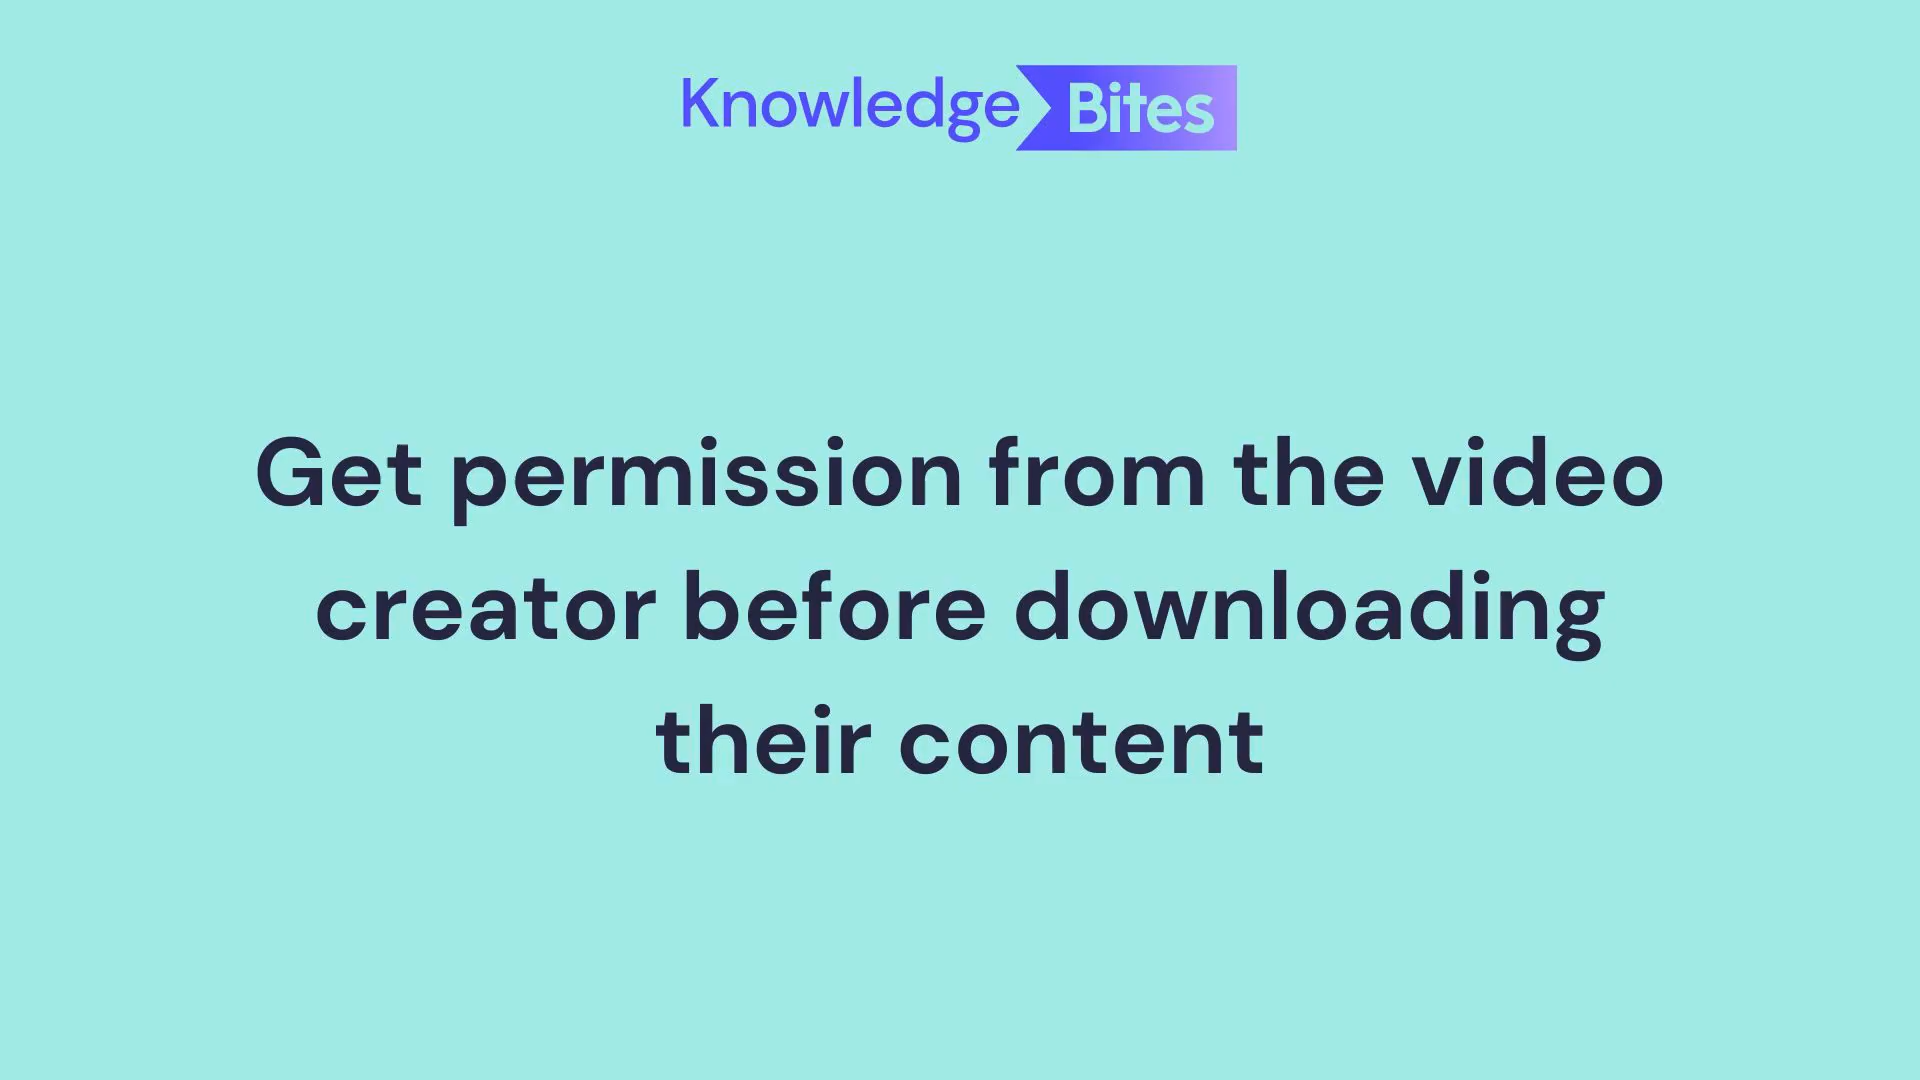 Knowledge Bites
Get permission from the video
creator before downloading
their content